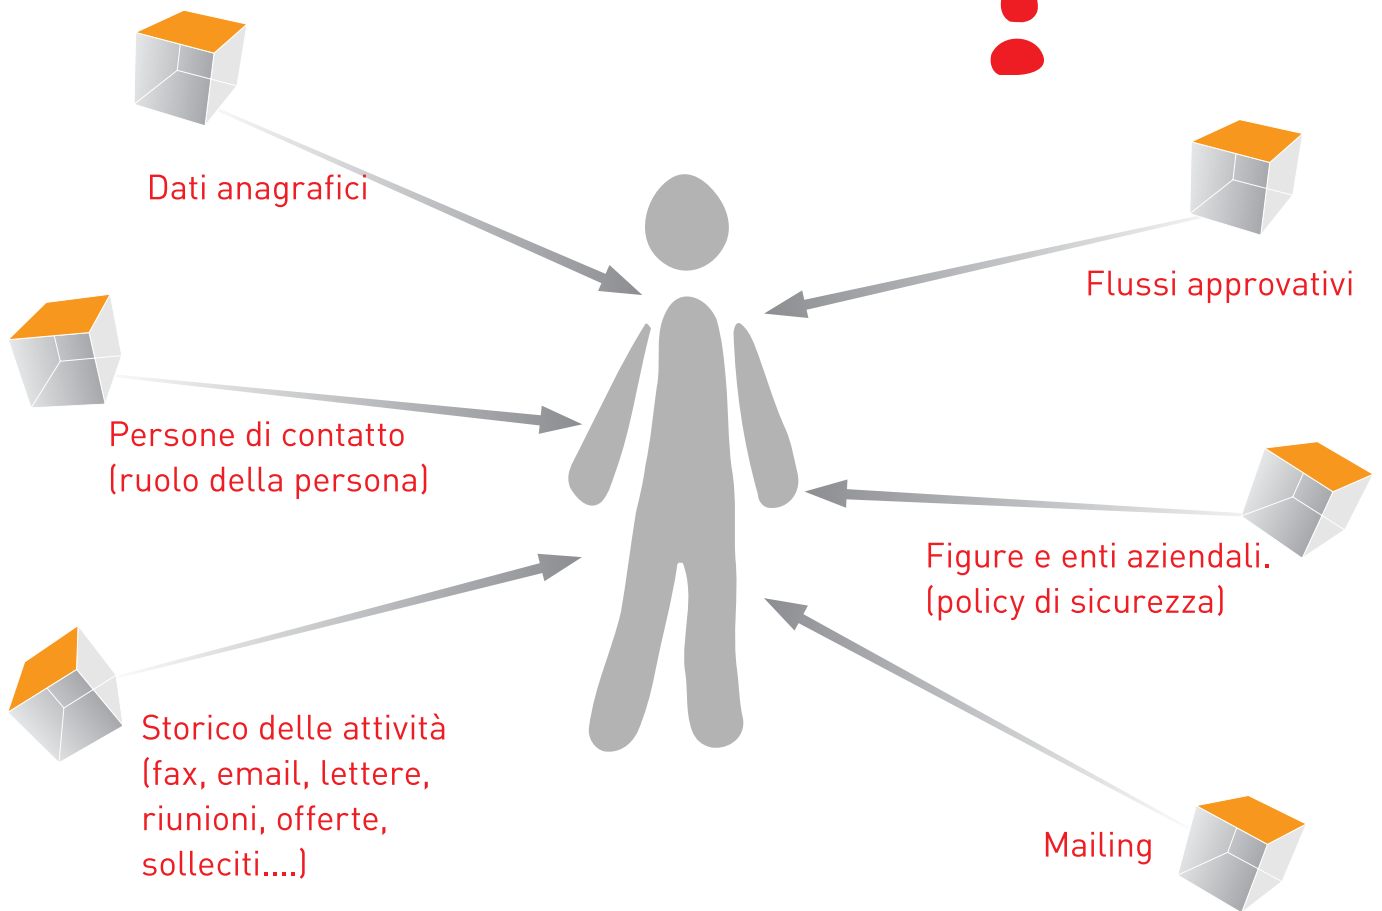 Dati anagrafici
Flussi approvativi
Persone di contatto
(ruolo della persona)
Figure e enti aziendali.
(policy di sicurezza)
Storico delle attività
(fax, email, lettere,
riunioni, offerte,
solleciti....)
Mailing